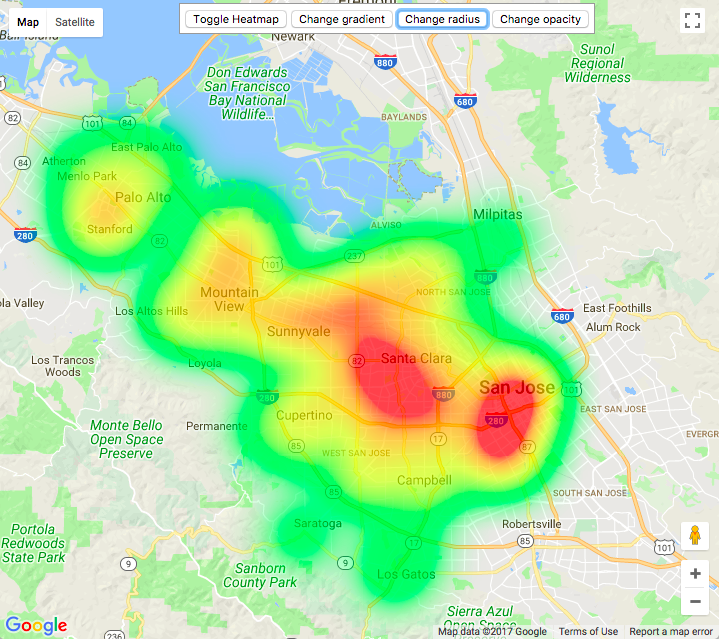 Map
Satellite
Toggle Heatmap
Change gradient
Change radius
Change opacity
Newark
880
Don Edwards
San Francisco
Bay National
Wildlife...
Sunol
Regional
Wilderness
680
BAYLANDS
82
101
84
East Palo Alto
84
Atherton
Menlo Park
Palo Alto
Stanford
280
82
ALVISO
Milpitas
237
101
880
NORTH SAN JOSE
Mountain
View
Los Altos Hills
Sunnyvale
680
East Foothills
Alum Rock
Loyola
82
Santa Clara
Los Trancos
Woods
280
880
San Jose
101
EAST SAN JOSE
Cupertino
280
Monte Bello
Open Space
Preserve
Permanente
85
17
87
WEST SAN JOSE
Campbell
85
SOUTH SAN JOSE
Saratoga
Robertsville
Portola
Redwoods
State Park
17
85
101
9
9
Sanborn
County Park
Los Gatos
Sierra Azul
Open Space
236
Google
Map data ©2017 Google
Terms of Use
Report a map error